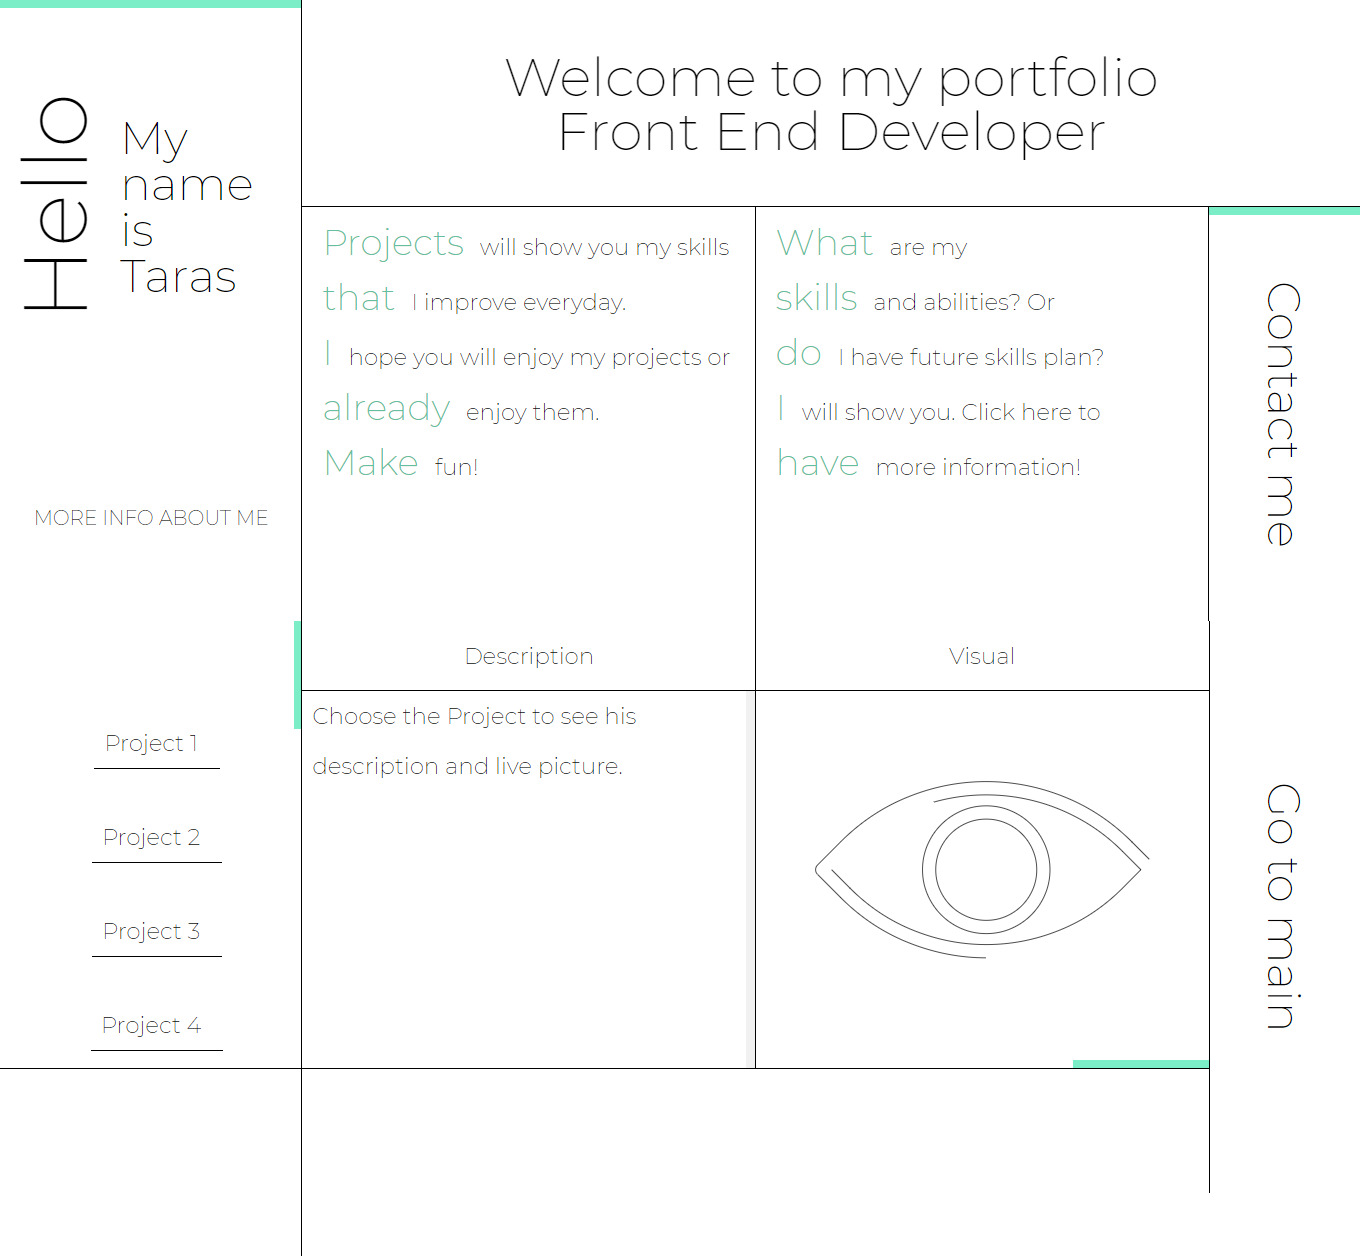 Hello
My
name
is
Taras
MORE INFO ABOUT ME
Welcome to my portfolio
Front End Developer
Projects will show you my skills
that I improve everyday.
I hope you will enjoy my projects or
already enjoy them.
Make fun!
What are my
skills and abilities? Or
do I have future skills plan?
I will show you. Click here to
have more information!
Contact me
Project 1
Project 2
Project 3
Project 4
Description
Choose the Project to see his
description and live picture.
Visual
Go to main